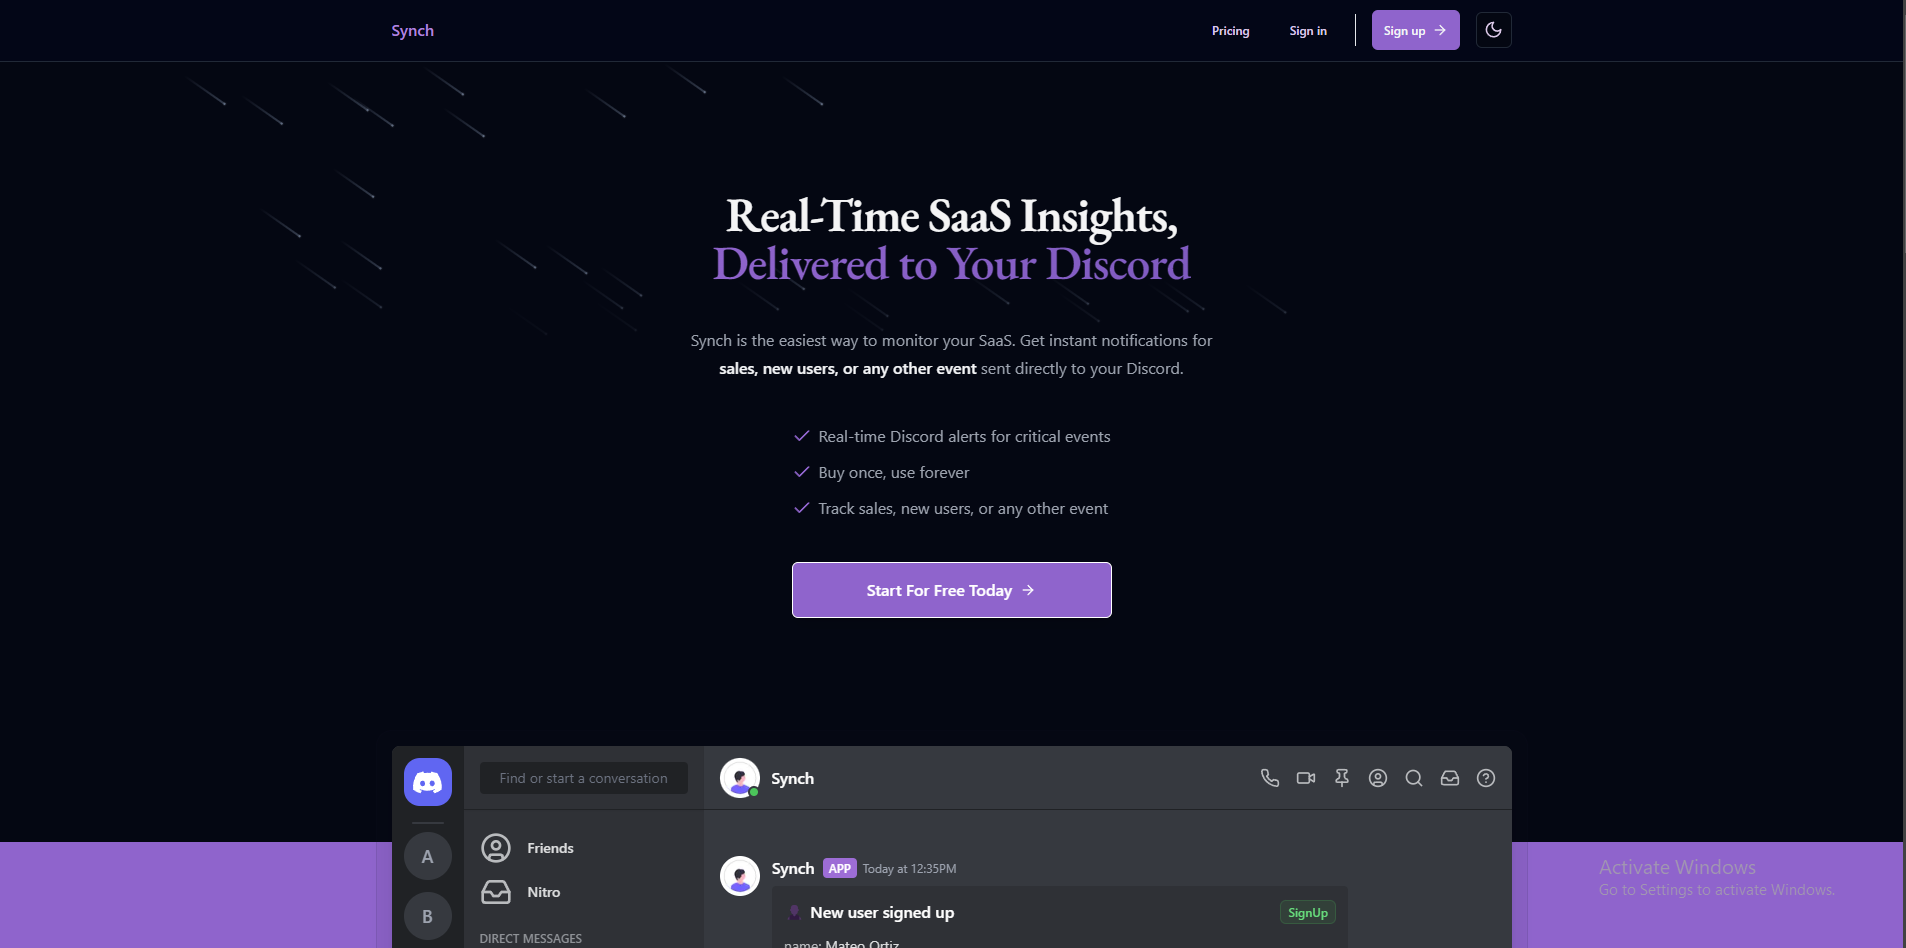 Synch
Pricing
Sign in
Sign up
Real-Time SaaS Insights,
Delivered to Your Discord
Synch is the easiest way to monitor your SaaS. Get instant notifications for
sales, new users, or any other event sent directly to your Discord.
Real-time Discord alerts for critical events
Buy once, use forever
Track sales, new users, or any other event
Start For Free Today
Find or start a conversation
Synch
A
Friends
B
Nitro
DIRECT MESSAGES
Synch APP Today at 12:35PM
New user signed up
SignUp
name: Mateo Ortiz
Activate Windows
Go to Settings to activate Windows.